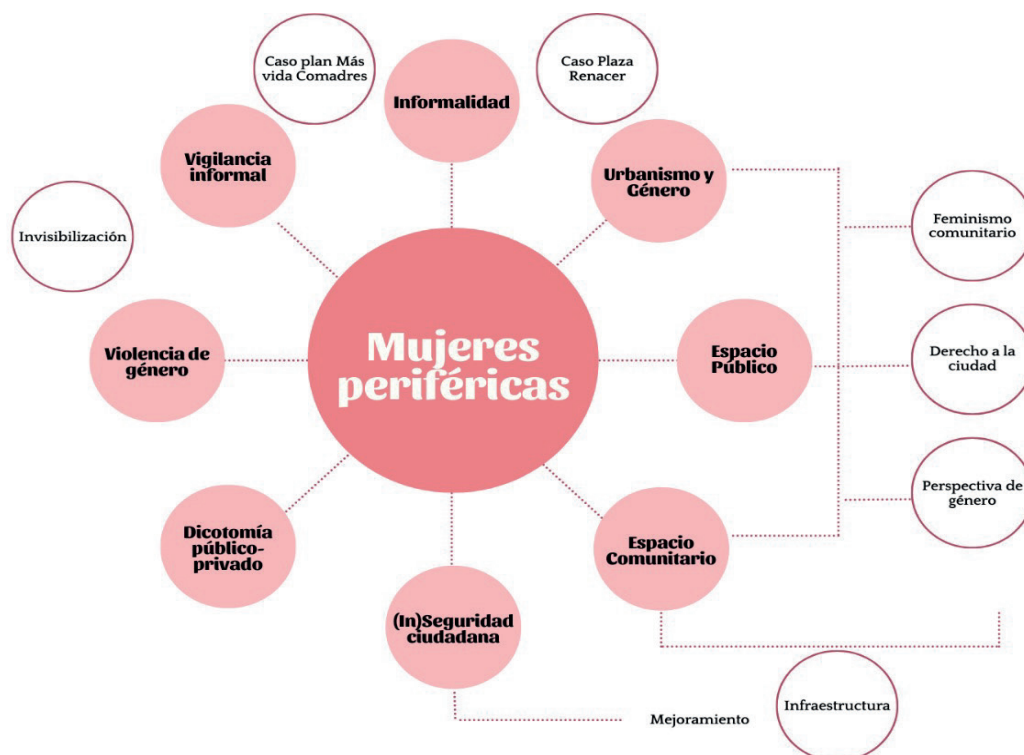 Caso plan Más
vida Comadres
Caso Plaza
Renacer
Informalidad
Vigilancia
informal
Urbanismo y
Género
Invisibilización
Feminismo
comunitario
Mujeres
periféricas
Violencia de
género
Espacio
Público
Derecho a la
ciudad
Perspectiva de
género
Dicotomía
público-
privado
Espacio
Comunitario
(In)Seguridad
ciudadana
Mejoramiento
Infraestructura